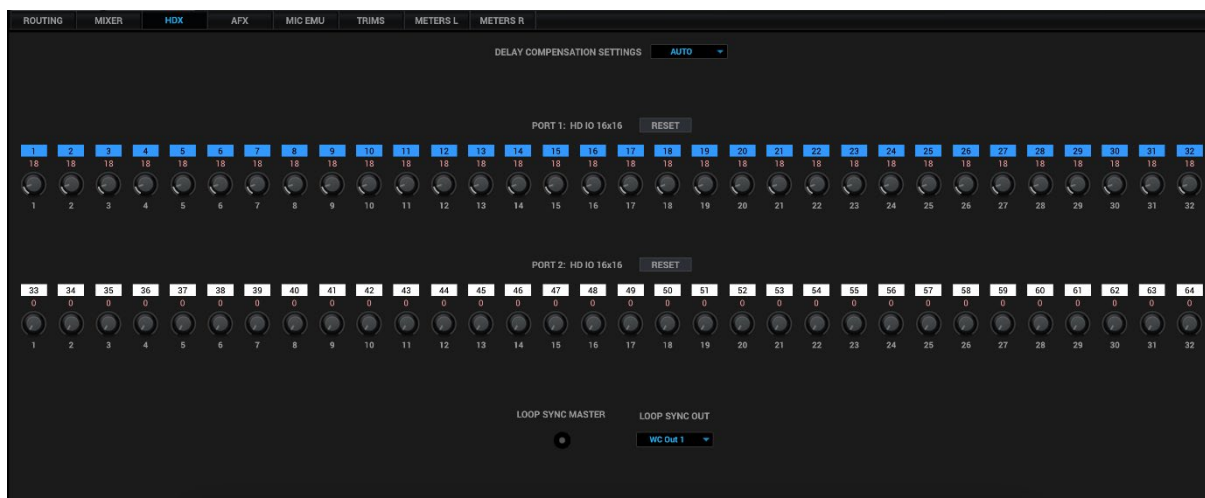 ROUTING MIXER HDX AFX MIC EMU TRIMS METERS L METERS R
DELAY COMPENSATION SETTINGS AUTO
PORT 1: HD IO 16x16 RESET
1 2 3 4 5 6 7 8 9 10 11 12 13 14 15 16 17 18 19 20 21 22 23 24 25 26 27 28 29 30 31 32
18 18 18 18 18 18 18 18 18 18 18 18 18 18 18 18 18 18 18 18 18 18 18 18 18 18 18 18 18 18 18 18
1 2 3 4 5 6 7 8 9 10 11 12 13 14 15 16 17 18 19 20 21 22 23 24 25 26 27 28 29 30 31 32
PORT 2: HD IO 16x16 RESET
33 34 35 36 37 38 39 40 41 42 43 44 45 46 47 48 49 50 51 52 53 54 55 56 57 58 59 60 61 62 63 64
0 0 0 0 0 0 0 0 0 0 0 0 0 0 0 0 0 0 0 0 0 0 0 0 0 0 0 0 0 0 0 0
1 2 3 4 5 6 7 8 9 10 11 12 13 14 15 16 17 18 19 20 21 22 23 24 25 26 27 28 29 30 31 32
LOOP SYNC MASTER LOOP SYNC OUT
WC Out 1